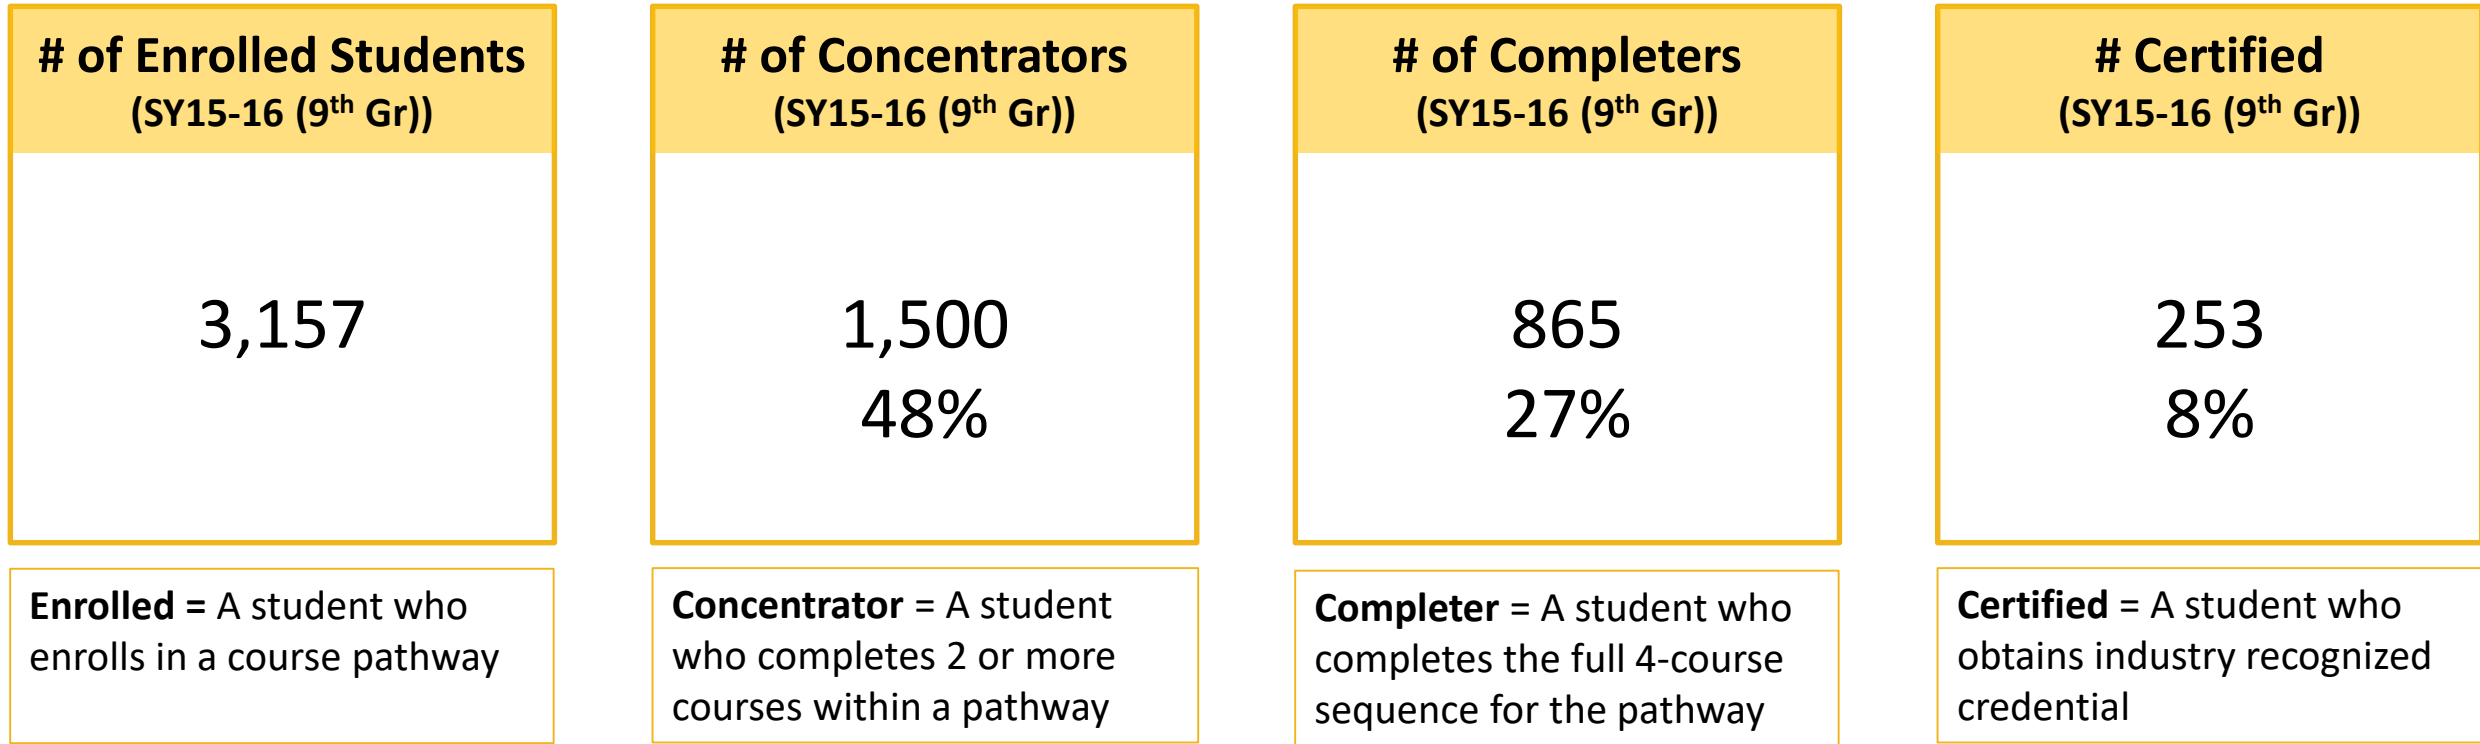 # of Enrolled Students
(SY15-16 (9th Gr))
3,157
Enrolled = A student who
enrolls in a course pathway
# of Concentrators
(SY15-16 (9th Gr))
1,500
48%
Concentrator = A student
who completes 2 or more
courses within a pathway
# of Completers
(SY15-16 (9th Gr))
865
27%
Completer = A student who
completes the full 4-course
sequence for the pathway
# Certified
(SY15-16 (9th Gr))
253
8%
Certified = A student who
obtains industry recognized
credential